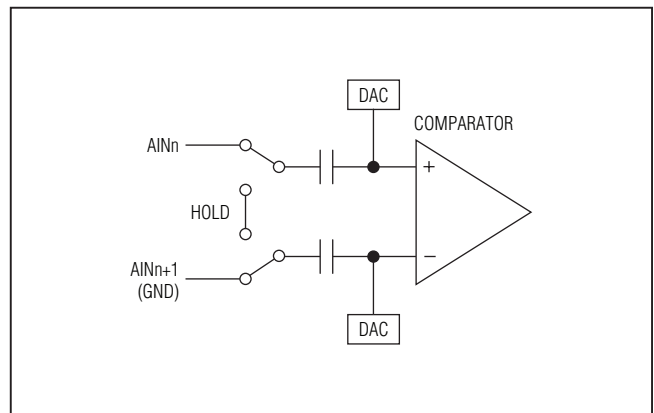 DAC
COMPARATOR
AINn
+
HOLD
AINn+1
(GND)
−
DAC